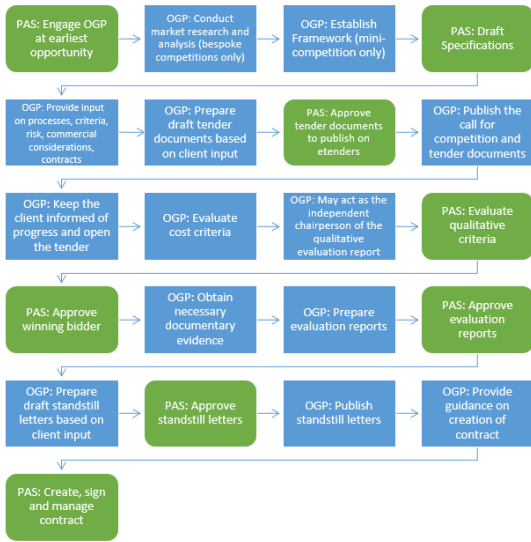 PAS: Engage OGP
at earliest
opportunity
OGP: Conduct
market research
and analysis (bespoke
competitions only)
OGP: Establish
Framework (mini-
competition only)
PAS: Draft
Specifications
OGP: Provide input
on processes, criteria,
risk, commercial
considerations,
contracts
OGP: Prepare
draft tender
documents based
on client input
PAS: Approve
tender documents
to publish on
etenders
OGP: Publish the
call for
competition and
tender documents
OGP: Keep the
client informed of
progress and open
the tender
OGP: Evaluate
cost criteria
OGP: May act as the
independent
chairperson of the
qualitative
evaluation report
PAS: Evaluate
qualitative
criteria
PAS: Approve
winning bidder
OGP: Obtain
necessary
documentary
evidence
OGP: Prepare
evaluation reports
PAS: Approve
evaluation
reports
OGP: Prepare
draft standstill
letters based on
client input
PAS: Approve
standstill letters
OGP: Publish
standstill letters
OGP: Provide
guidance on
creation of
contract
PAS: Create, sign
and manage
contract